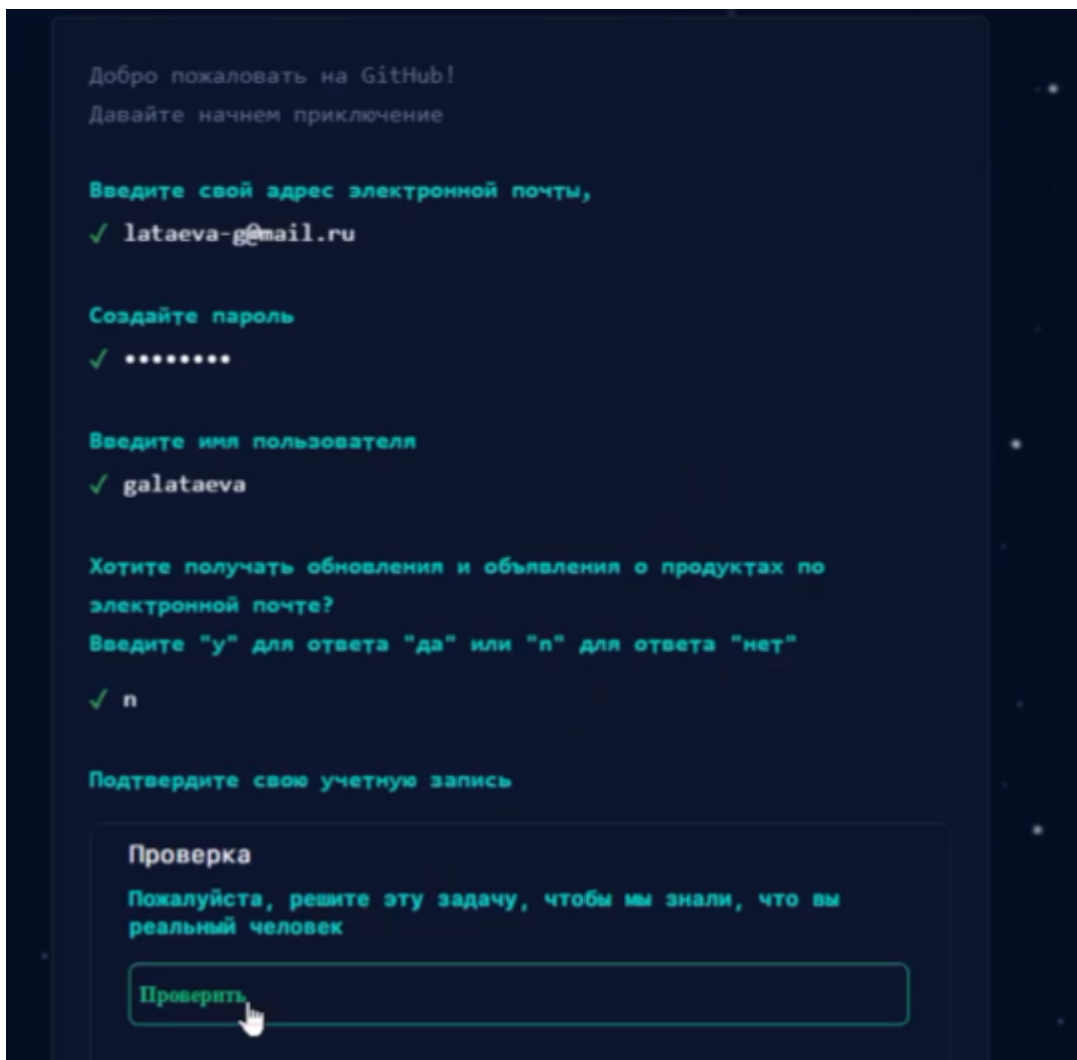 Добро пожаловать на GitHub!
Давайте начнем приключение
Введите свой адрес электронной почты,
✓ lataeva-g@mail.ru
Создайте пароль
✓ ••••••••
Введите имя пользователя
✓ galataeva
Хотите получать обновления и объявления о продуктах по
электронной почте?
Введите "y" для ответа "да" или "n" для ответа "нет"
✓ n
Подтвердите свою учетную запись
Проверка
Пожалуйста, решите эту задачу, чтобы мы знали, что вы
реальный человек
Проверить